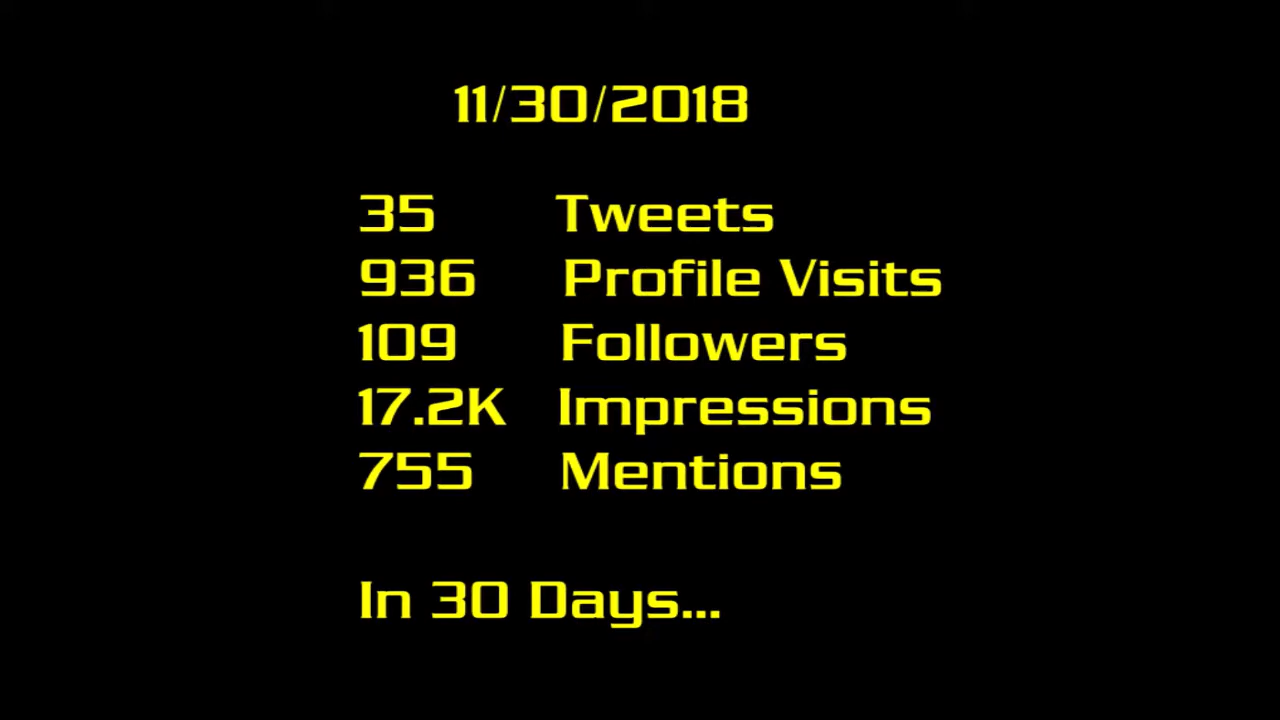 11/30/2018
35 Tweets
936 Profile Visits
109 Followers
17.2K Impressions
755 Mentions
In 30 Days...